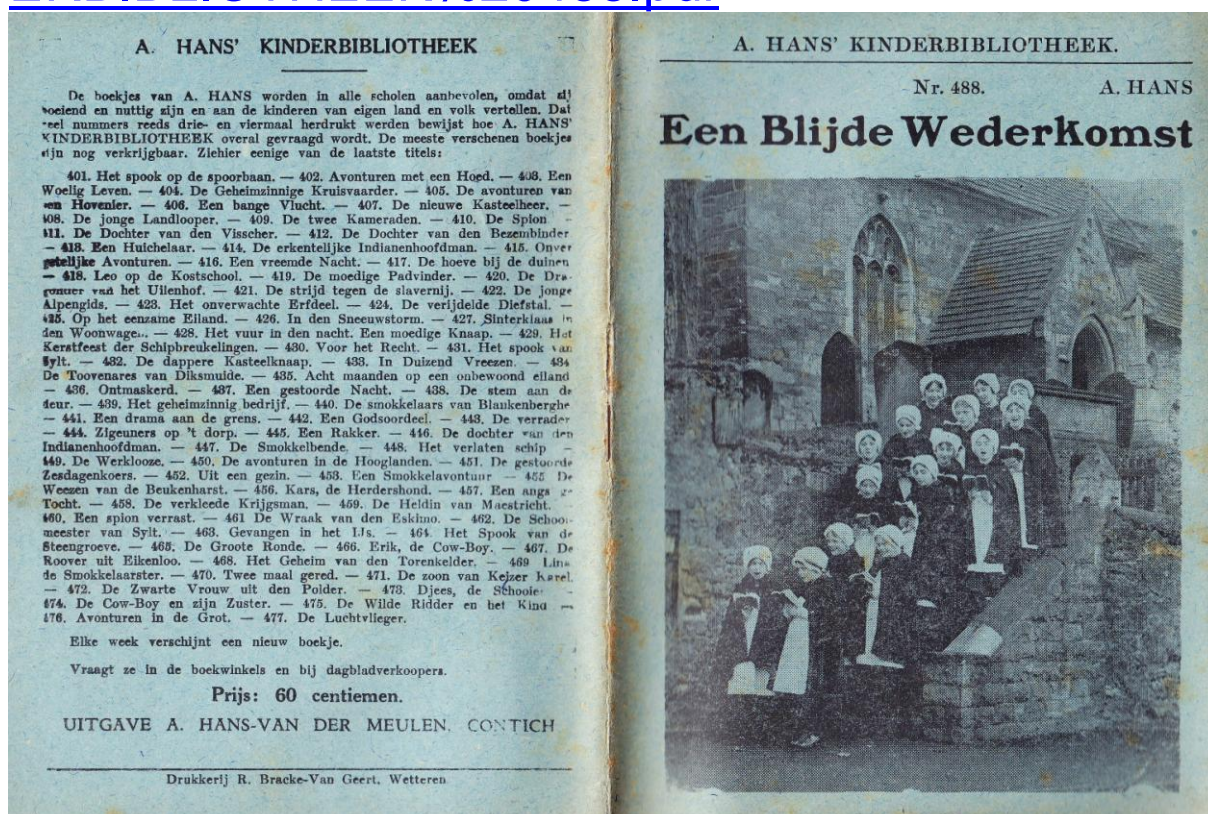 A. HANS' KINDERBIBLIOTHEEK
De boekjes van A. HANS worden in alle scholen aanbevolen, omdat zij
boeiend en nuttig zijn en aan de kinderen van eigen land en volk vertellen. Dat
veel nummers reeds drie- en viermaal herdrukt werden bewijst hoe A. HANS'
KINDERBIBLIOTHEEK overal gevraagd wordt. De meeste verschenen boekjes
zijn nog verkrijgbaar. Ziehier eenige van de laatste titels:
401. Het spook op de spoorbaan. — 402. Avonturen met een Hoed. — 403. Een
Woelig Leven. — 404. De Geheimzinnige Kruisvaarder. — 405. De avonturen van
een Hovenier. — 406. Een bange Vlucht. — 407. De nieuwe Kasteelheer. —
408. De jonge Landlooper. — 409. De twee Kameraden. — 410. De Spion —
411. De Dochter van den Visscher. — 412. De Dochter van den Bezembinder
— 413. Een Huichelaar. — 414. De erkentelijke Indianenhoofdman. — 415. Onver
getelijke Avonturen. — 416. Een vreemde Nacht. — 417. De hoeve bij de duinen
— 418. Leo op de Kostschool. — 419. De moedige Padvinder. — 420. De Dra-
gonder van het Uilenhof. — 421. De strijd tegen de slavernij. — 422. De jonge
Alpengids. — 423. Het onverwachte Erfdeel. — 424. De verijdelde Diefstal. —
425. Op het eenzame Eiland. — 426. In den Sneeuwstorm. — 427. Sinterklaas in
den Woonwagen. — 428. Het vuur in den nacht. Een moedige Knaap. — 429. Het
Kerstfeest der Schipbreukelingen. — 430. Voor het Recht. — 431. Het spook van
Sylt. — 432. De dappere Kasteelknaap. — 433. In Duizend Vreezen. — 434
De Toovenares van Diksmuide. — 435. Acht maanden op een onbewoond eiland
— 436. Ontmaskerd. — 437. Een gestoorde Nacht. — 438. De stem aan de
deur. — 439. Het geheimzinnig bedrijf. — 440. De smokkelaars van Blankenberghe
— 441. Een drama aan de grens. — 442. Een Godsoordeel. — 443. De verrader
— 444. Zigeuners op 't dorp. — 445. Een Rakker. — 446. De dochter van den
Indianenhoofdman. — 447. De Smokkelbende. — 448. Het verlaten schip —
449. De Werklooze. — 450. De avonturen in de Hooglanden. — 451. De gestoorde
Zesdagenkoers. — 452. Uit een gezin. — 453. Een Smokkelavontuur — 455 De
Weezen van de Beukenharst. — 456. Kars, de Herdershond. — 457. Een angs ge
Tocht. — 458. De verkleede Krijgsman. — 459. De Heldin van Maestricht.
460. Een spion verrast. — 461 De Wraak van den Eskimo. — 462. De School-
meester van Sylt. — 463. Gevangen in het IJs. — 464. Het Spook van de
Steengroeve. — 465. De Groote Ronde. — 466. Erik, de Cow-Boy. — 467. De
Roover uit Eikenloo. — 468. Het Geheim van den Torenkelder. — 469 Lina
de Smokkelaarster. — 470. Twee maal gered. — 471. De zoon van Keizer Karel.
— 472. De Zwarte Vrouw uit den Polder. — 473. Djees, de Schooier —
474. De Cow-Boy en zijn Zuster. — 475. De Wilde Ridder en het Kind —
476. Avonturen in de Grot. — 477. De Luchtvlieger.
Elke week verschijnt een nieuw boekje.
Vraagt ze in de boekwinkels en bij dagbladverkoopers.
Prijs: 60 centiemen.
UITGAVE A. HANS-VAN DER MEULEN. CONTICH
Drukkerij R. Bracke-Van Geert. Wetteren
A. HANS' KINDERBIBLIOTHEEK.
Nr. 488. A. HANS
Een Blijde Wederkomst